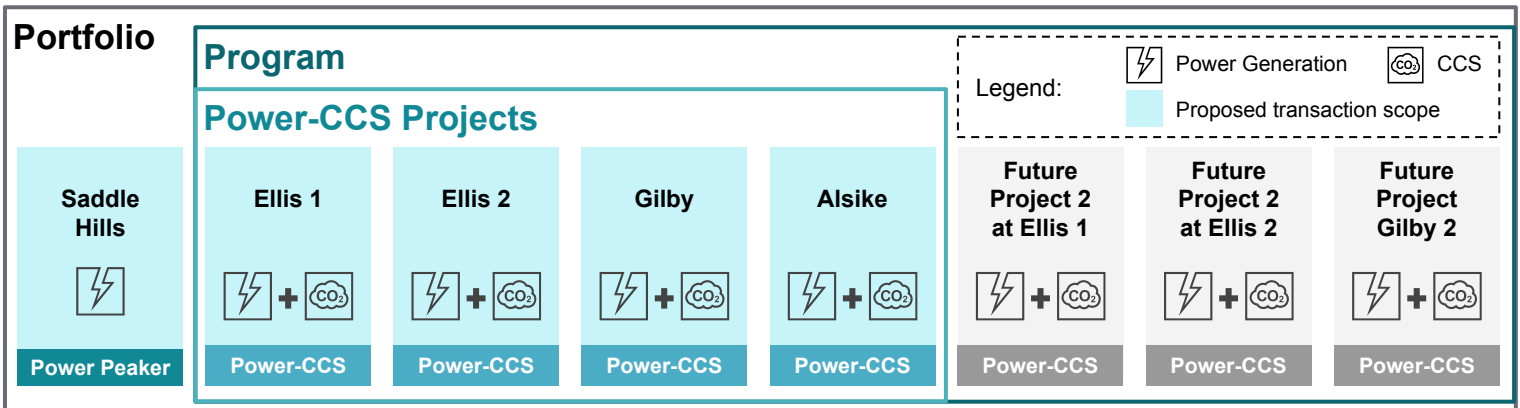 Portfolio
Program
Power-CCS Projects
Legend:
Power Generation
CO₂
CCS
Proposed transaction scope
Saddle
Hills
Power Peaker
Ellis 1
CO₂
Power-CCS
Ellis 2
CO₂
Power-CCS
Gilby
CO₂
Power-CCS
Alsike
CO₂
Power-CCS
Future
Project 2
at Ellis 1
CO₂
Power-CCS
Future
Project 2
at Ellis 2
CO₂
Power-CCS
Future
Project
Gilby 2
CO₂
Power-CCS